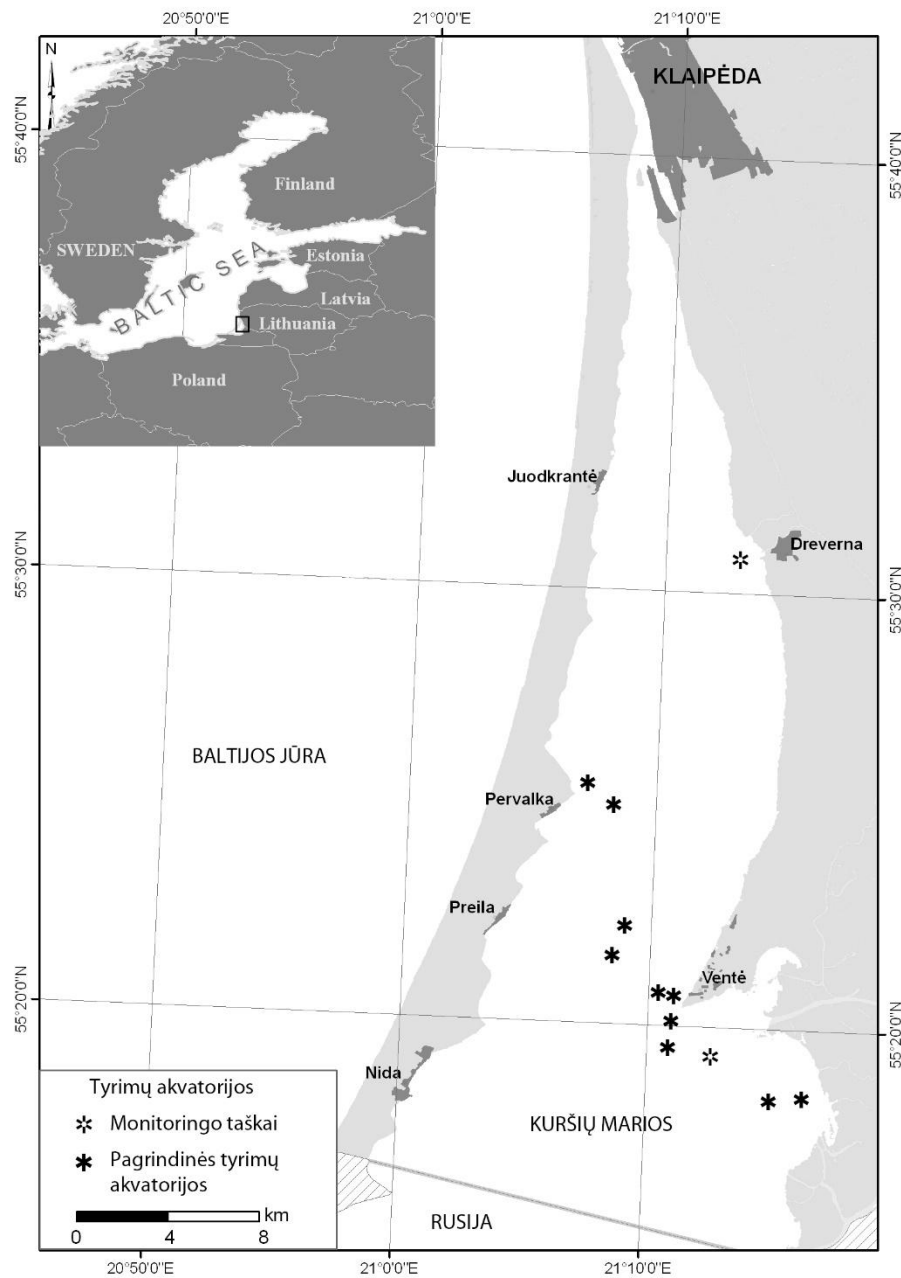 20°50'0"E
21°0'0"E
21°10'0"E
N
KLAIPĖDA
55°40'0"N
55°40'0"N
Finland
SWEDEN
Estonia
BALTIC SEA
Latvia
Lithuania
Poland
Juodkrantė
Dreverna
55°30'0"N
55°30'0"N
BALTIJOS JŪRA
Pervalka
Preila
Ventė
55°20'0"N
55°20'0"N
Nida
KURŠIŲ MARIOS
RUSIJA
Tyrimų akvatorijos
Monitoringo taškai
Pagrindinės tyrimų
akvatorijos
km
0 4 8
20°50'0"E
21°0'0"E
21°10'0"E